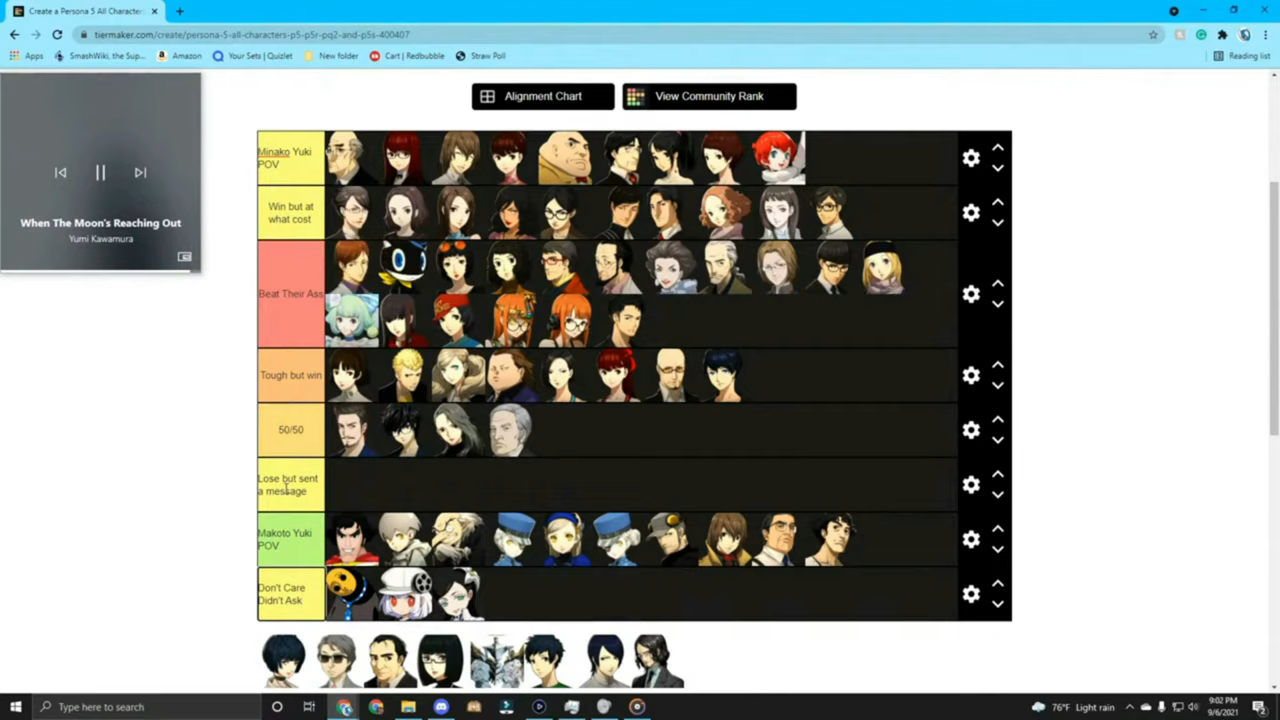 Create a Persona 5 All Character
tiermaker.com/create/persona-5-all-characters-p5-p5r-pq2-and-p5s-400407
Apps
SmashWiki, the Sup...
Amazon
Your Sets | Quizlet
New folder
Cart | Redbubble
Straw Poll
Reading list
When The Moon's Reaching Out
Yumi Kawamura
Alignment Chart
View Community Rank
Minako Yuki
POV
Win but at
what cost
Beat Their Ass
Tough but win
50/50
Lose but sent
a message
Makoto Yuki
POV
Don't Care
Didn't Ask
Type here to search
76°F Light rain
9:02 PM
9/6/2021
2